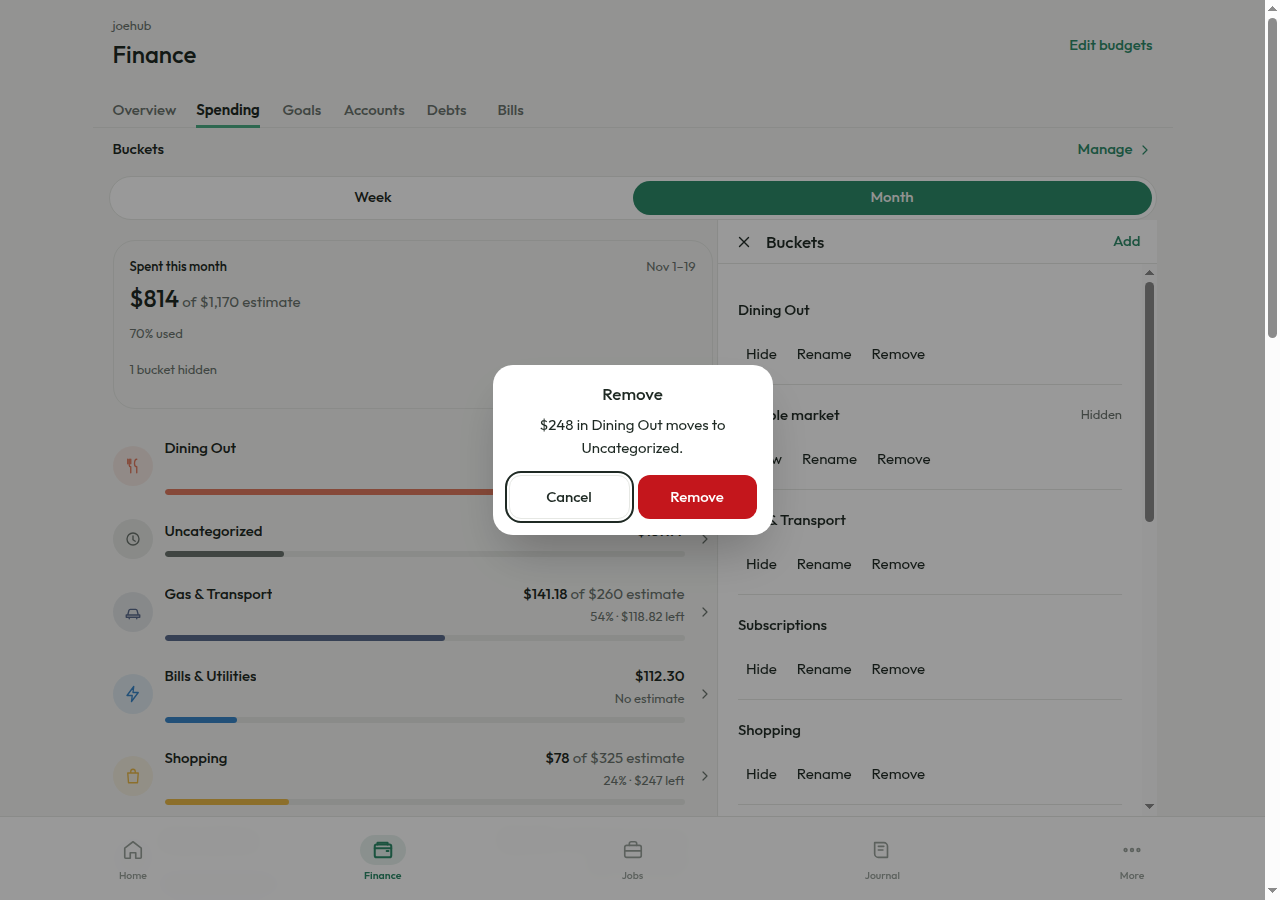 joehub
Finance
Edit budgets
Overview Spending Goals Accounts Debts Bills
Buckets
Manage
Week Month
Spent this month
Nov 1–19
$814 of $1,170 estimate
70% used
1 bucket hidden
Dining Out
Uncategorized
Gas & Transport
$141.18 of $260 estimate
54% · $118.82 left
Bills & Utilities
$112.30
No estimate
Shopping
$78 of $325 estimate
24% · $247 left
Buckets
Add
Dining Out
Hide Rename Remove
market
Hidden
Rename Remove
& Transport
Hide Rename Remove
Subscriptions
Hide Rename Remove
Shopping
Hide Rename Remove
Remove
$248 in Dining Out moves to
Uncategorized.
Cancel Remove
Home Finance Jobs Journal More